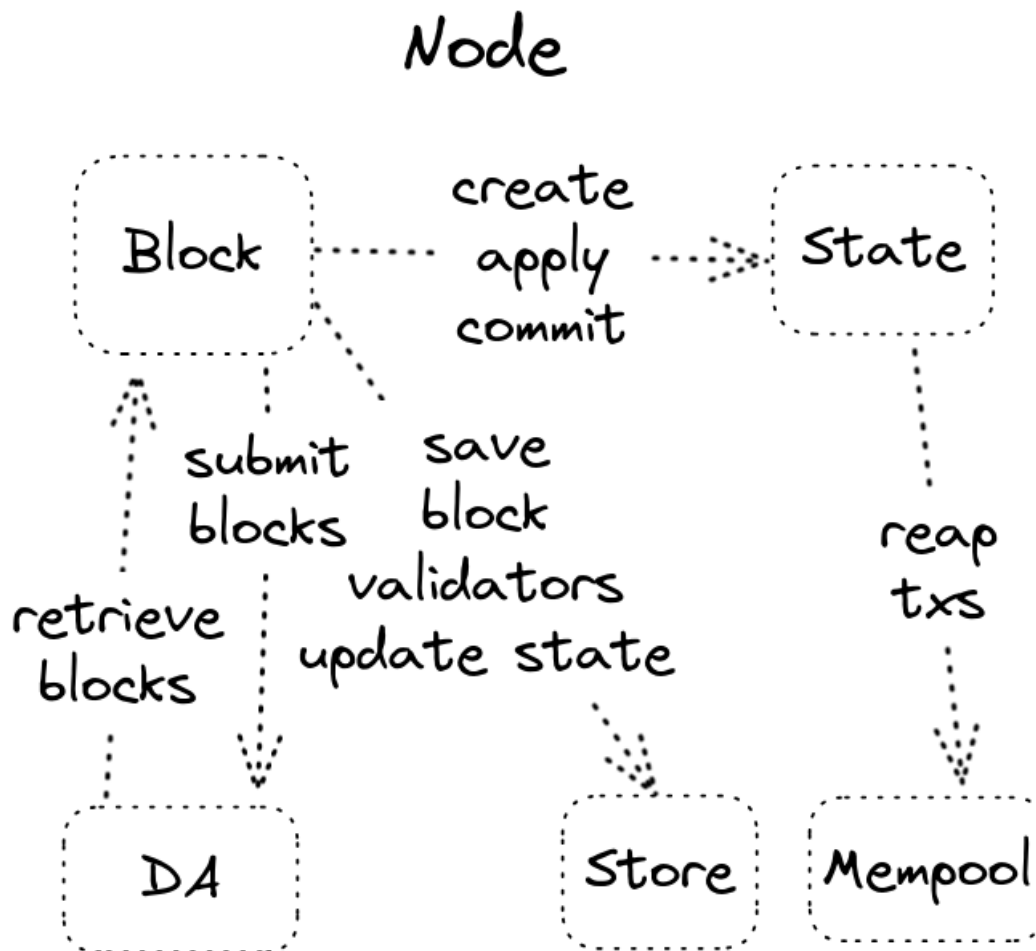 Node
Block
create
apply
commit
State
submit
blocks
save
block
validators
update state
retrieve
blocks
reap
txs
DA
Store
Mempool